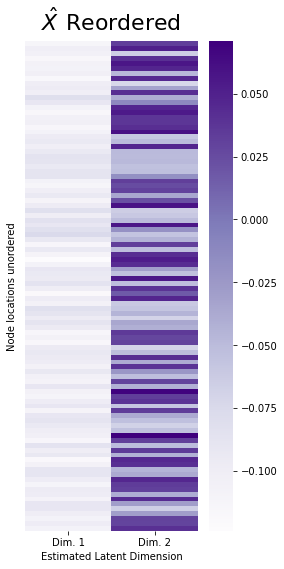 X̂ Reordered
Node locations unordered
0.050
0.025
0.000
−0.025
−0.050
−0.075
−0.100
Dim. 1
Dim. 2
Estimated Latent Dimension